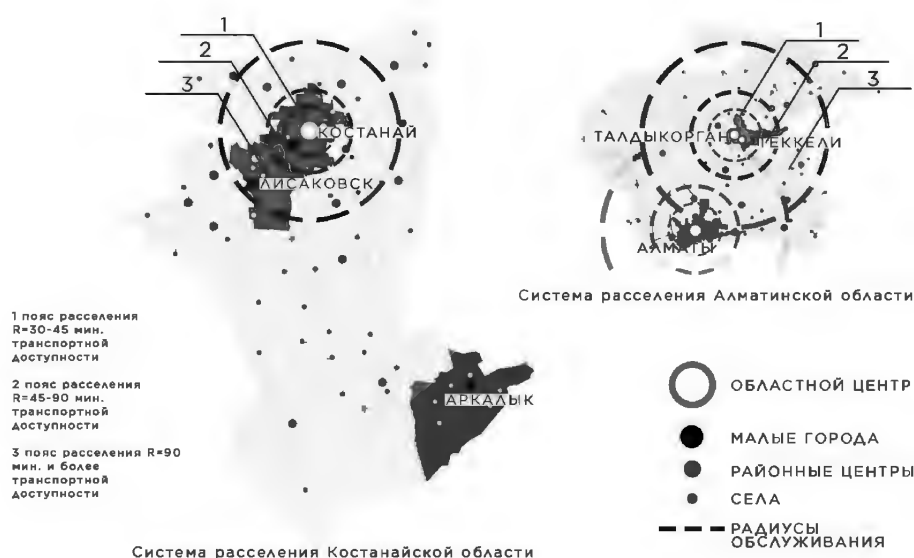 1
2
3
КОСТАНАЙ
ЛИСАКОВСК
АРКАЛЫК
1 пояс расселения
R=30-45 мин.
транспортной
доступности
2 пояс расселения
R=45-90 мин.
транспортной
доступности
3 пояс расселения R=90
мин. и более
транспортной
доступности
Система расселения Костанайской области
1
2
3
ТАЛДЫКОРГАН
ТЕККЕЛИ
АЛМАТЫ
Система расселения Алматинской области
ОБЛАСТНОЙ ЦЕНТР
МАЛЫЕ ГОРОДА
РАЙОННЫЕ ЦЕНТРЫ
СЕЛА
РАДИУСЫ
ОБСЛУЖИВАНИЯ